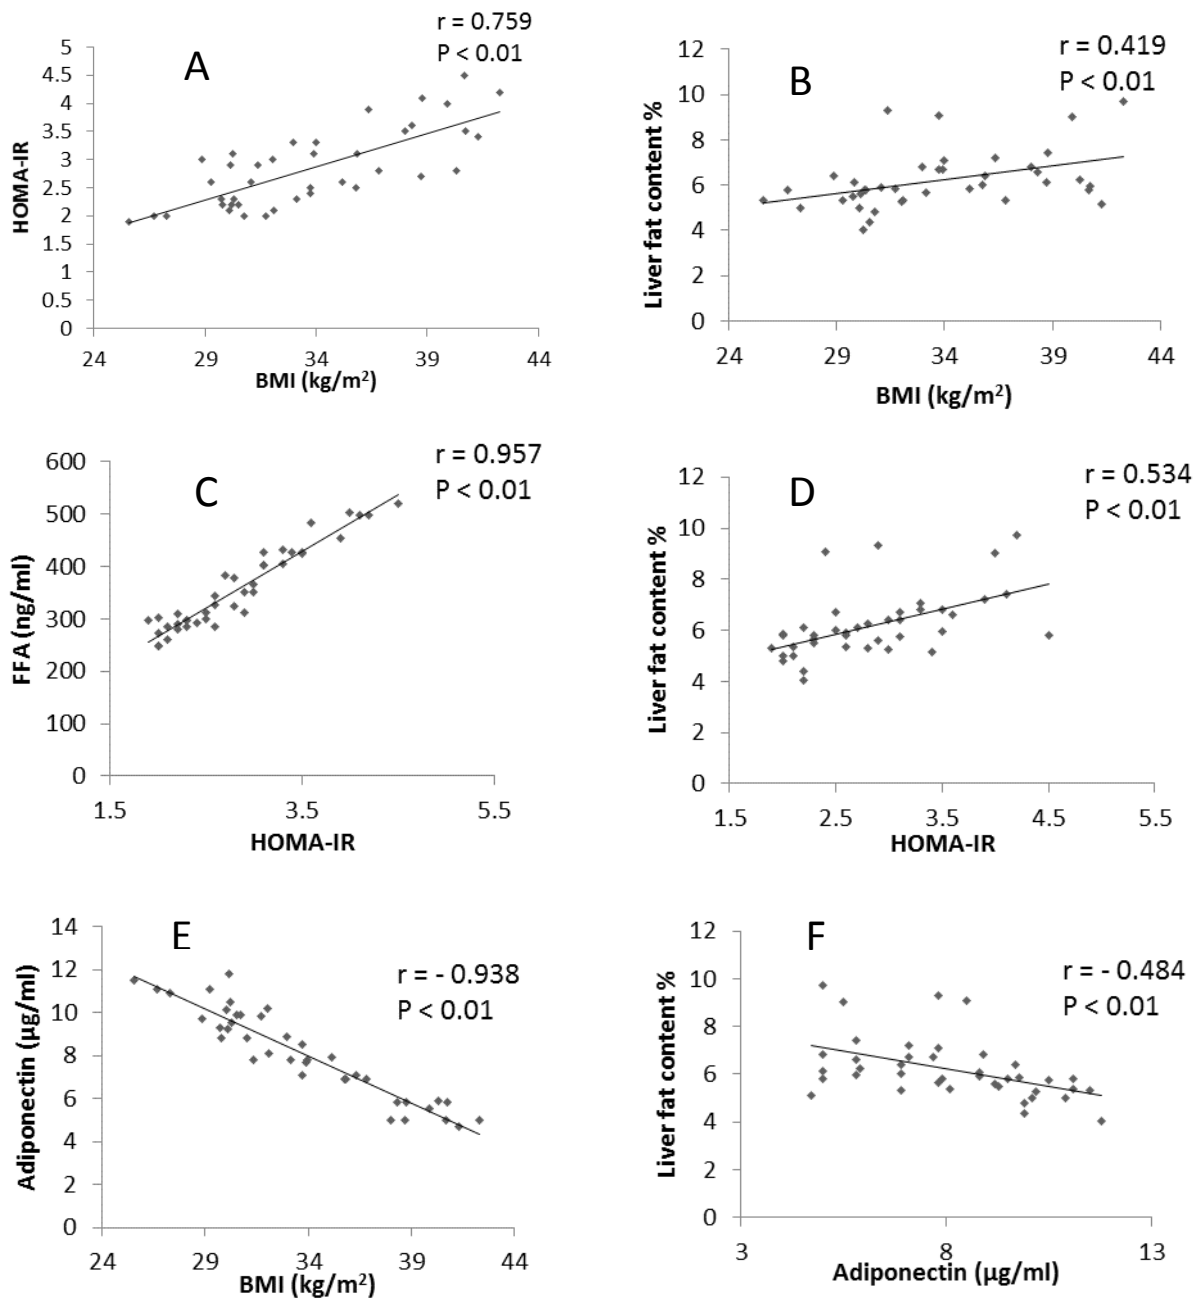 A
r = 0.759
P < 0.01
HOMA-IR
5
4.5
4
3.5
3
2.5
2
1.5
1
0.5
0
24 29 34 39 44
BMI (kg/m²)
B
r = 0.419
P < 0.01
Liver fat content %
12
10
8
6
4
2
0
24 29 34 39 44
BMI (kg/m²)
C
r = 0.957
P < 0.01
FFA (ng/ml)
600
500
400
300
200
100
0
1.5 3.5 5.5
HOMA-IR
D
r = 0.534
P < 0.01
Liver fat content %
12
10
8
6
4
2
0
1.5 2.5 3.5 4.5 5.5
HOMA-IR
E
r = - 0.938
P < 0.01
Adiponectin (µg/ml)
14
12
10
8
6
4
2
0
24 29 34 39 44
BMI (kg/m²)
F
r = - 0.484
P < 0.01
Liver fat content %
12
10
8
6
4
2
0
3 8 13
Adiponectin (µg/ml)